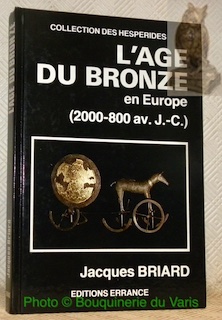 COLLECTION DES HESPERIDES
L'AGE
DU BRONZE
en Europe
(2000-800 av. J.-C.)
Jacques BRIARD
EDITIONS ERRANCE
Photo © Bouquinerie du Varis